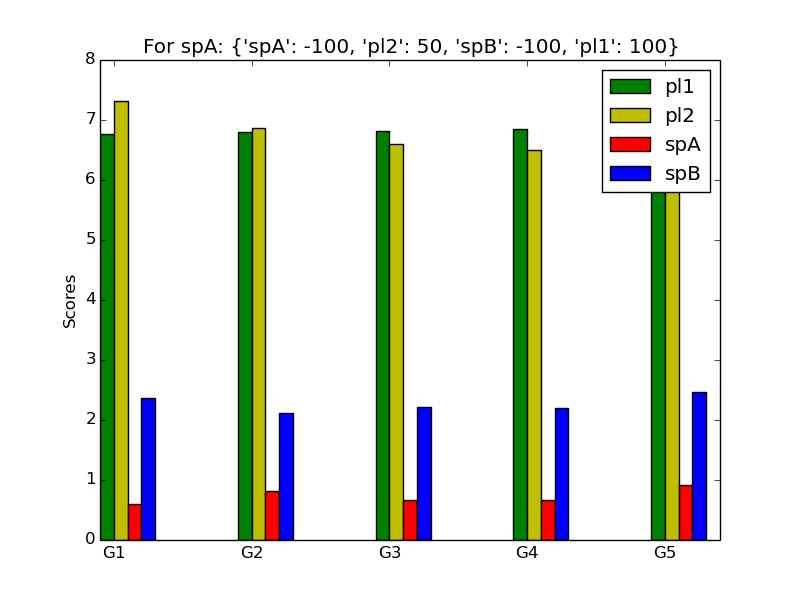 For spA: {'spA': -100, 'pl2': 50, 'spB': -100, 'pl1': 100}
8
7
6
5
4
3
2
1
0
Scores
pl1
pl2
spA
spB
G1 G2 G3 G4 G5